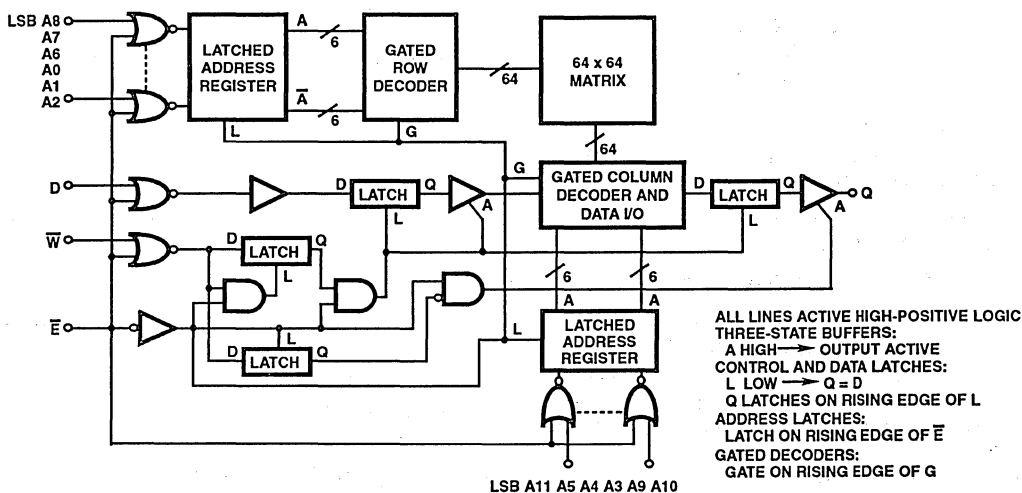 LSB A8
A7
A6
A0
A1
A2
LATCHED
ADDRESS
REGISTER
A
6
A
6
L
GATED
ROW
DECODER
G
64
64 x 64
MATRIX
64
D
D
LATCH
Q
L
A
G
GATED COLUMN
DECODER AND
DATA I/O
D
LATCH
Q
L
A
Q
W
D
LATCH
Q
L
E
L
D
LATCH
Q
6
6
A
A
L
LATCHED
ADDRESS
REGISTER
LSB A11 A5 A4 A3 A9 A10
ALL LINES ACTIVE HIGH-POSITIVE LOGIC
THREE-STATE BUFFERS:
A HIGH → OUTPUT ACTIVE
CONTROL AND DATA LATCHES:
L LOW → Q = D
Q LATCHES ON RISING EDGE OF L
ADDRESS LATCHES:
LATCH ON RISING EDGE OF E̅
GATED DECODERS:
GATE ON RISING EDGE OF G